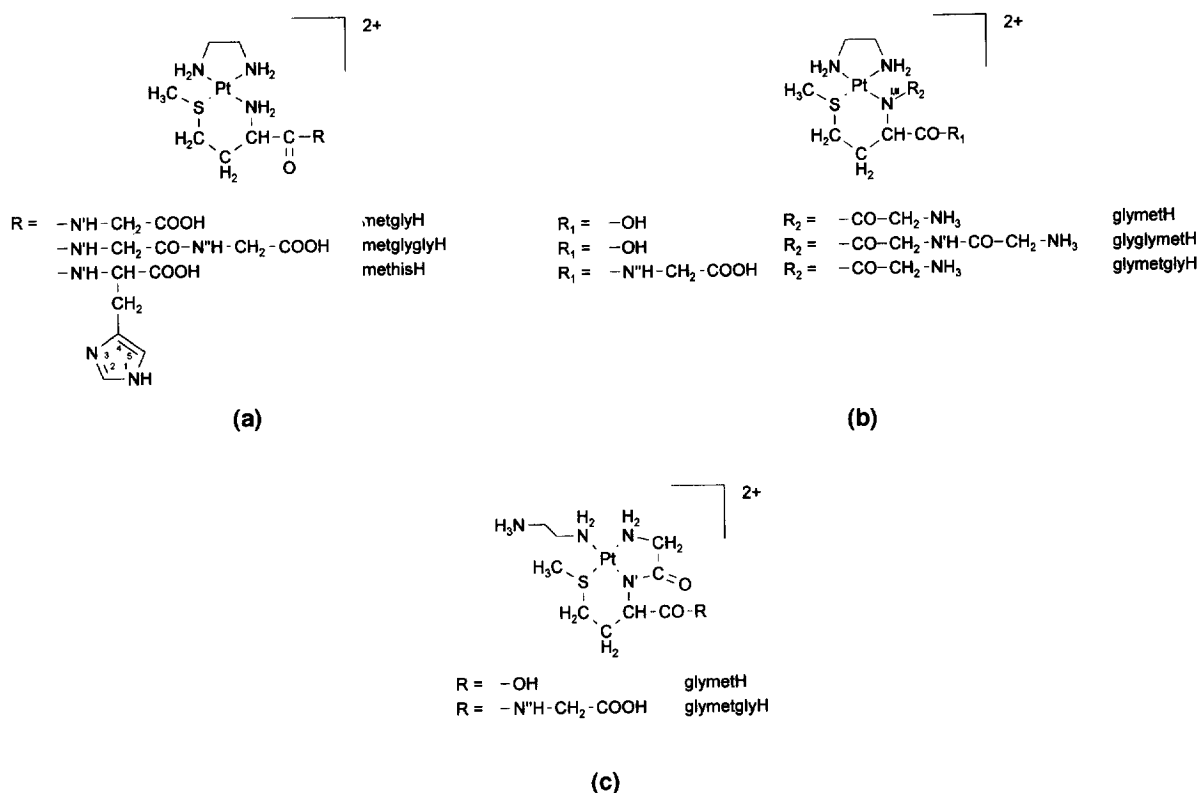 2+
H₂N NH₂
Pt
H₃C S NH₂
H₂C CH-C-R
C O
H₂
R = -N'H-CH₂-COOH metglyH
-N'H-CH₂-CO-N''H-CH₂-COOH metglyglyH
-N'H-CH-COOH methisH
CH₂
N 3 4 5
2 1 NH
(a)
2+
H₂N NH₂
Pt
H₃C S N R₂
H₂C CH-CO-R₁
C
H₂
R₁ = -OH R₂ = -CO-CH₂-NH₃ glymetH
R₁ = -OH R₂ = -CO-CH₂-N'H-CO-CH₂-NH₃ glyglymetH
R₁ = -N''H-CH₂-COOH R₂ = -CO-CH₂-NH₃ glymetglyH
(b)
2+
H₃N H₂ N H₂ N CH₂
Pt
H₃C S N' C O
H₂C CH-CO-R
C
H₂
R = -OH glymetH
R = -N''H-CH₂-COOH glymetglyH
(c)